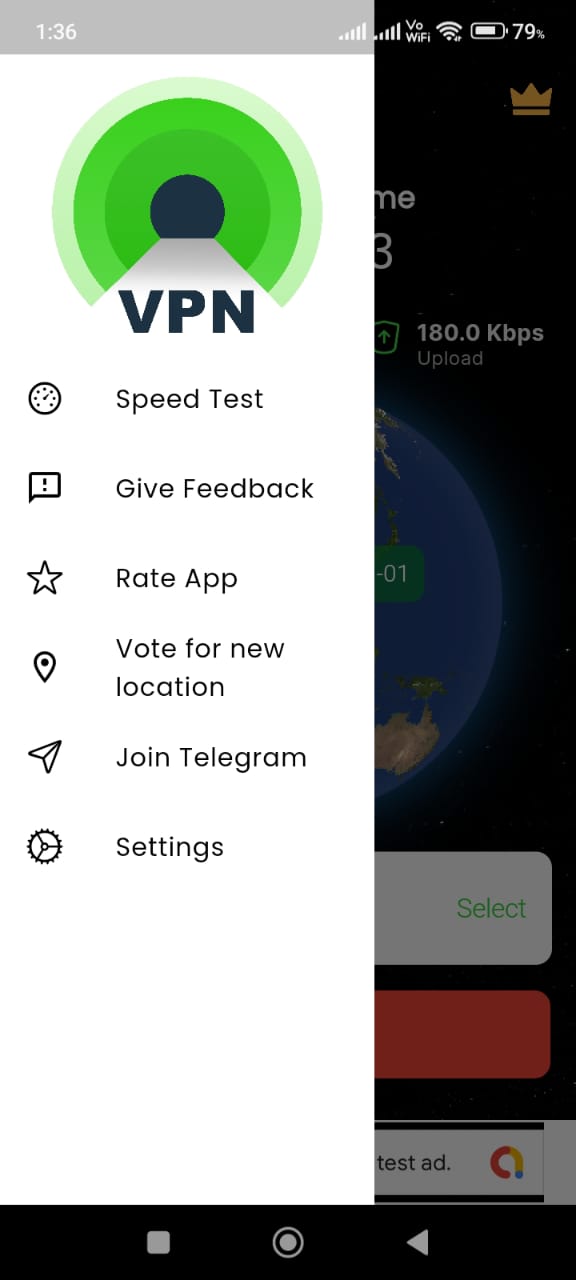 1:36
Vo
WiFi
79%
me
3
180.0 Kbps
Upload
VPN
Speed Test
Give Feedback
-01
Rate App
Vote for new
location
Join Telegram
Settings
Select
test ad.